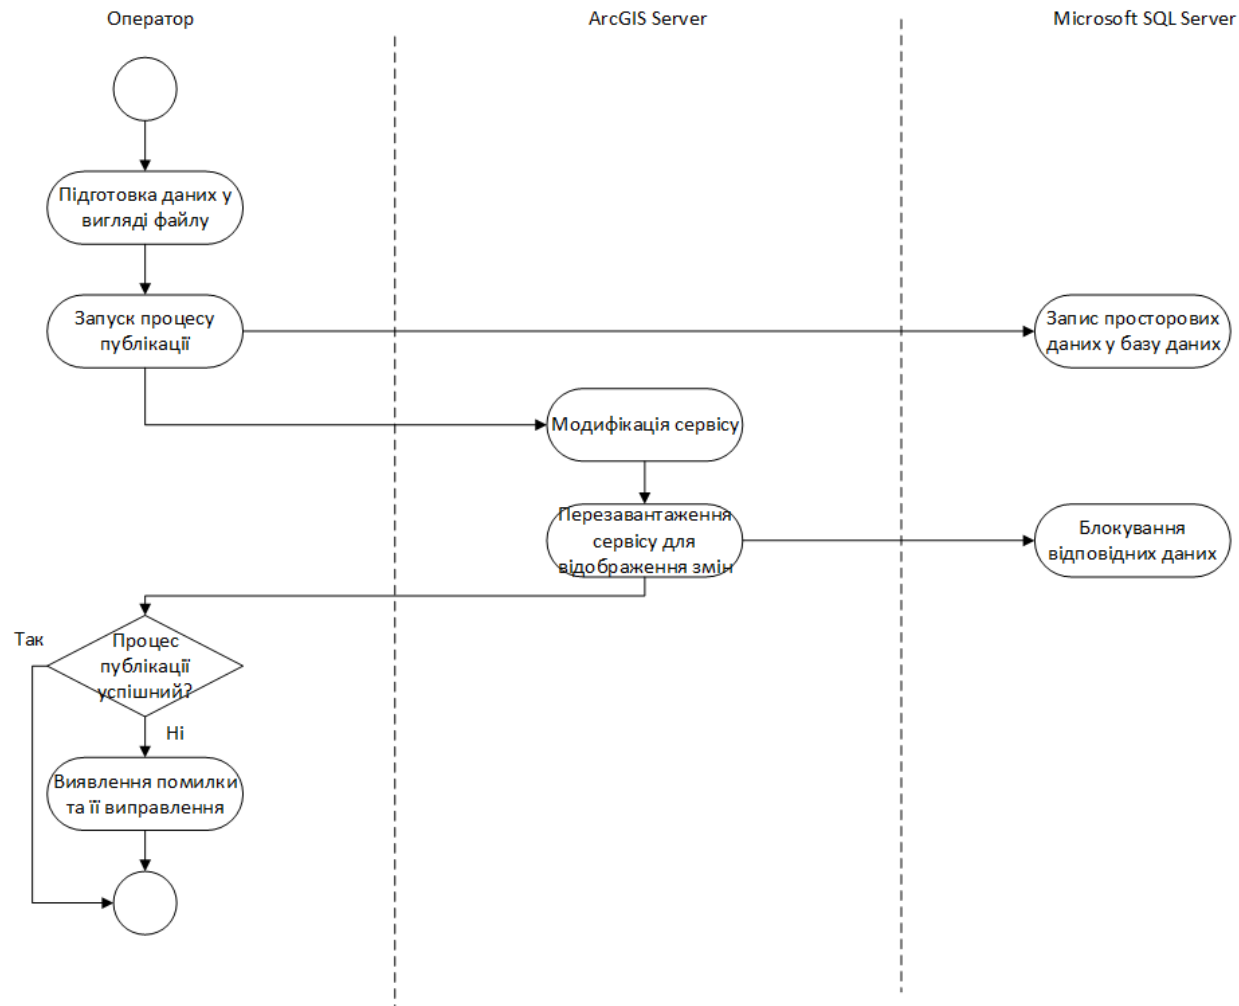 Оператор
ArcGIS Server
Microsoft SQL Server
Підготовка даних у
вигляді файлу
Запуск процесу
публікації
Запис просторових
даних у базу даних
Модифікація сервісу
Перезавантаження
сервісу для
відображення змін
Блокування
відповідних даних
Так
Процес
публікації
успішний?
Ні
Виявлення помилки
та її виправлення